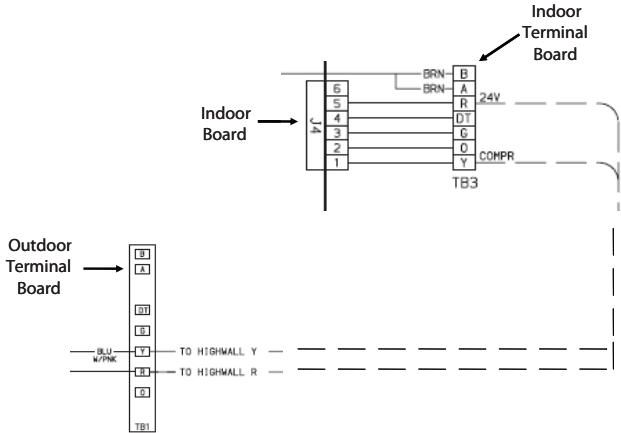 Indoor
Terminal
Board
BRN B
BRN A
6
5 R 24V
4 DT
3 G
2 O
1 Y COMPR
J4
TB3
Indoor
Board
Outdoor
Terminal
Board
B
A
DT
G
BLU
W/PNK
Y TO HIGHWALL Y
R TO HIGHWALL R
O
TB1